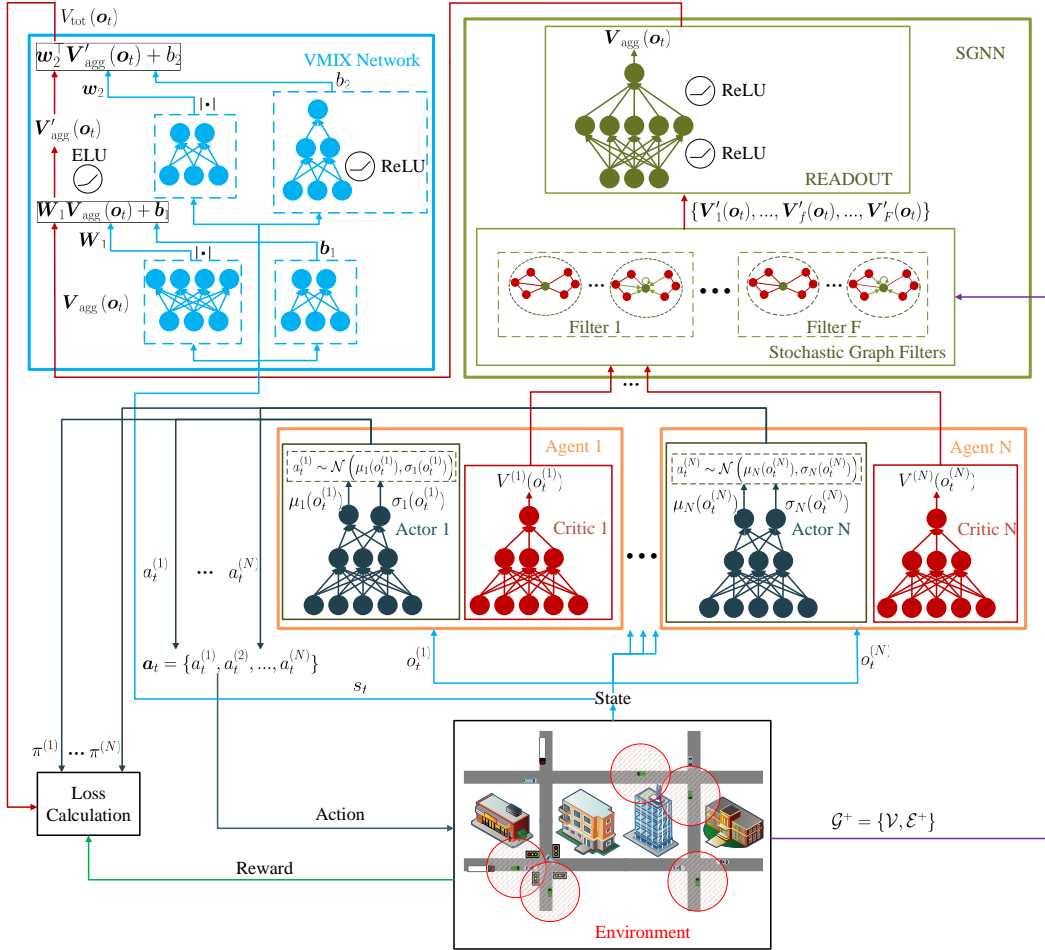 V_tot(o_t)
VMIX Network
w_2^⊤ V'_agg(o_t) + b_2
w_2
|•|
b_2
V'_agg(o_t)
ELU
ReLU
W_1 V_agg(o_t) + b_1
W_1
|•|
b_1
V_agg(o_t)
SGNN
V_agg(o_t)
ReLU
ReLU
READOUT
{V'_1(o_t), ..., V'_f(o_t), ..., V'_F(o_t)}
... ... ...
Filter 1
Filter F
Stochastic Graph Filters
...
Agent 1
a_t^(1) ~ N(μ_1(o_t^(1)), σ_1(o_t^(1)))
μ_1(o_t^(1))
σ_1(o_t^(1))
Actor 1
V^(1)(o_t^(1))
Critic 1
...
Agent N
a_t^(N) ~ N(μ_N(o_t^(N)), σ_N(o_t^(N)))
μ_N(o_t^(N))
σ_N(o_t^(N))
Actor N
V^(N)(o_t^(N))
Critic N
a_t^(1) ... a_t^(N)
a_t = {a_t^(1), a_t^(2), ..., a_t^(N)}
o_t^(1)
o_t^(N)
s_t
State
π^(1) ... π^(N)
Loss
Calculation
Action
Reward
Environment
G^+ = {V, E^+}